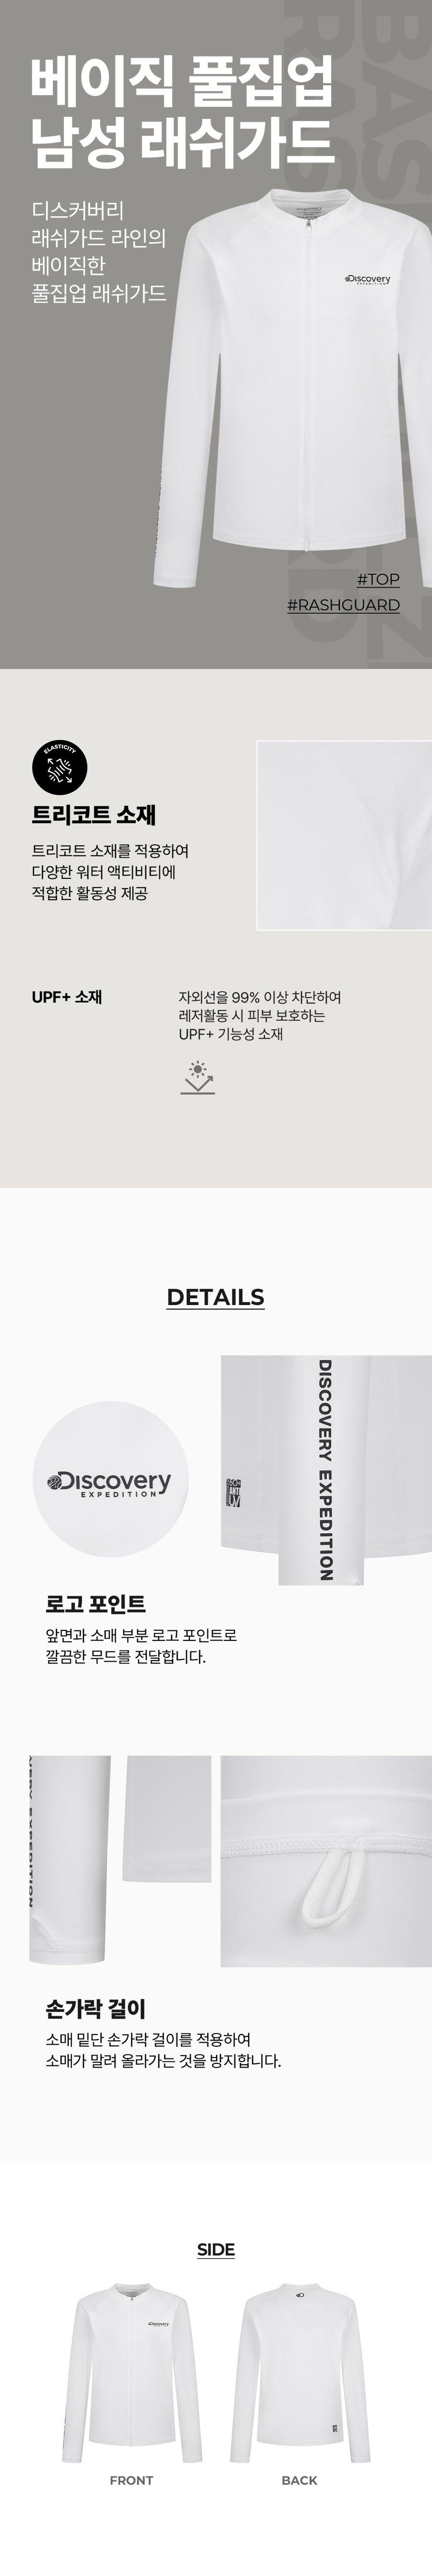 베이직 풀집업
남성 래쉬가드
디스커버리
래쉬가드 라인의
베이직한
풀집업 래쉬가드
Discovery
EXPEDITION
#TOP
#RASHGUARD
ELASTICITY
트리코트 소재
트리코트 소재를 적용하여
다양한 워터 액티비티에
적합한 활동성 제공
UPF+ 소재
자외선을 99% 이상 차단하여
레저활동 시 피부 보호하는
UPF+ 기능성 소재
DETAILS
DISCOVERY EXPEDITION
Discovery
EXPEDITION
로고 포인트
앞면과 소매 부분 로고 포인트로
깔끔한 무드를 전달합니다.
EXPEDITION
손가락 걸이
소매 밑단 손가락 걸이를 적용하여
소매가 말려 올라가는 것을 방지합니다.
SIDE
Discovery
FRONT
BACK